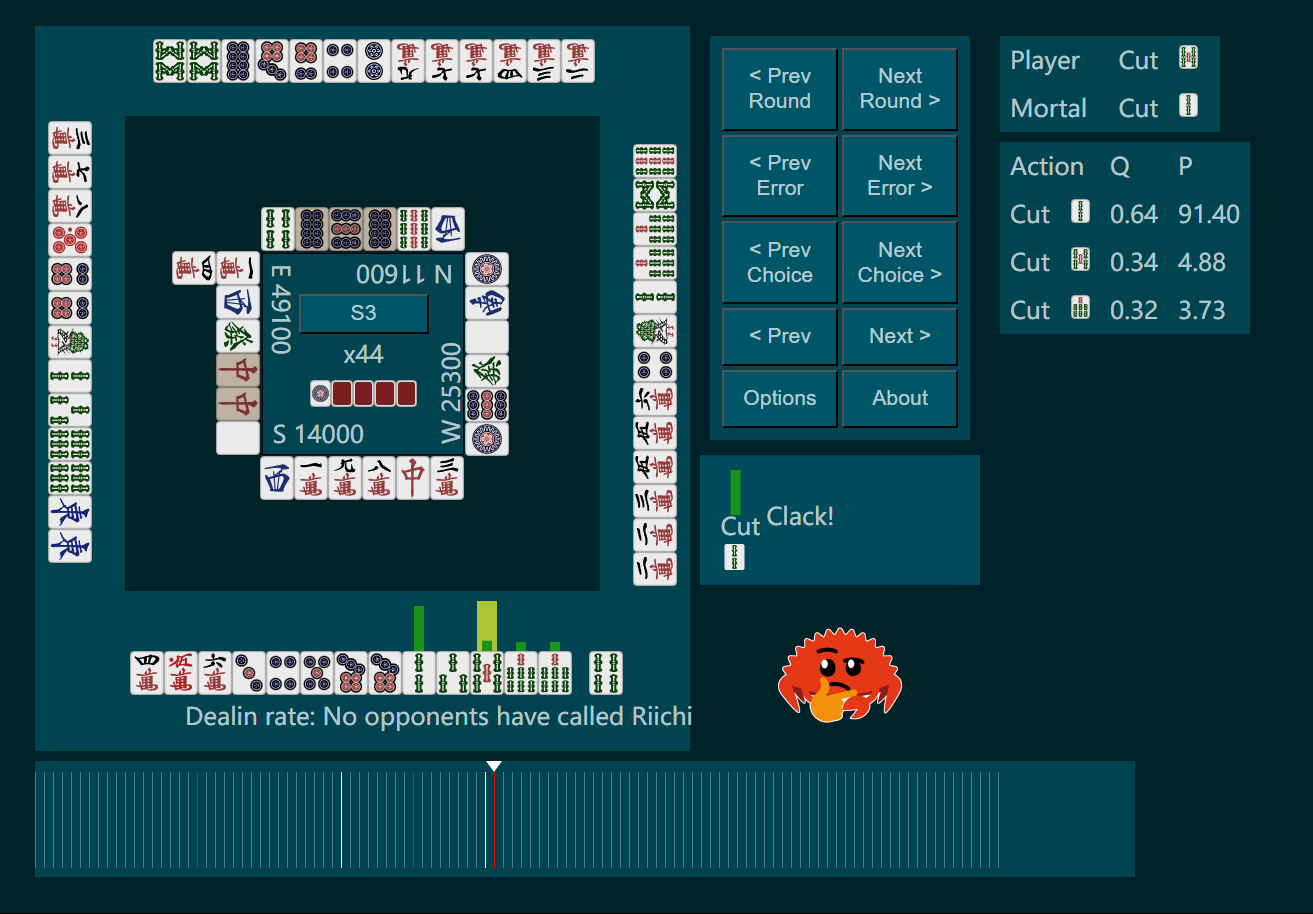 E 49100
N 11600
S3
x44
S 14000
W 25300
Dealin rate: No opponents have called Riichi
< Prev
Round
Next
Round >
< Prev
Error
Next
Error >
< Prev
Choice
Next
Choice >
< Prev
Next >
Options
About
Cut
Clack!
Player Cut
Mortal Cut
Action Q P
Cut 0.64 91.40
Cut 0.34 4.88
Cut 0.32 3.73